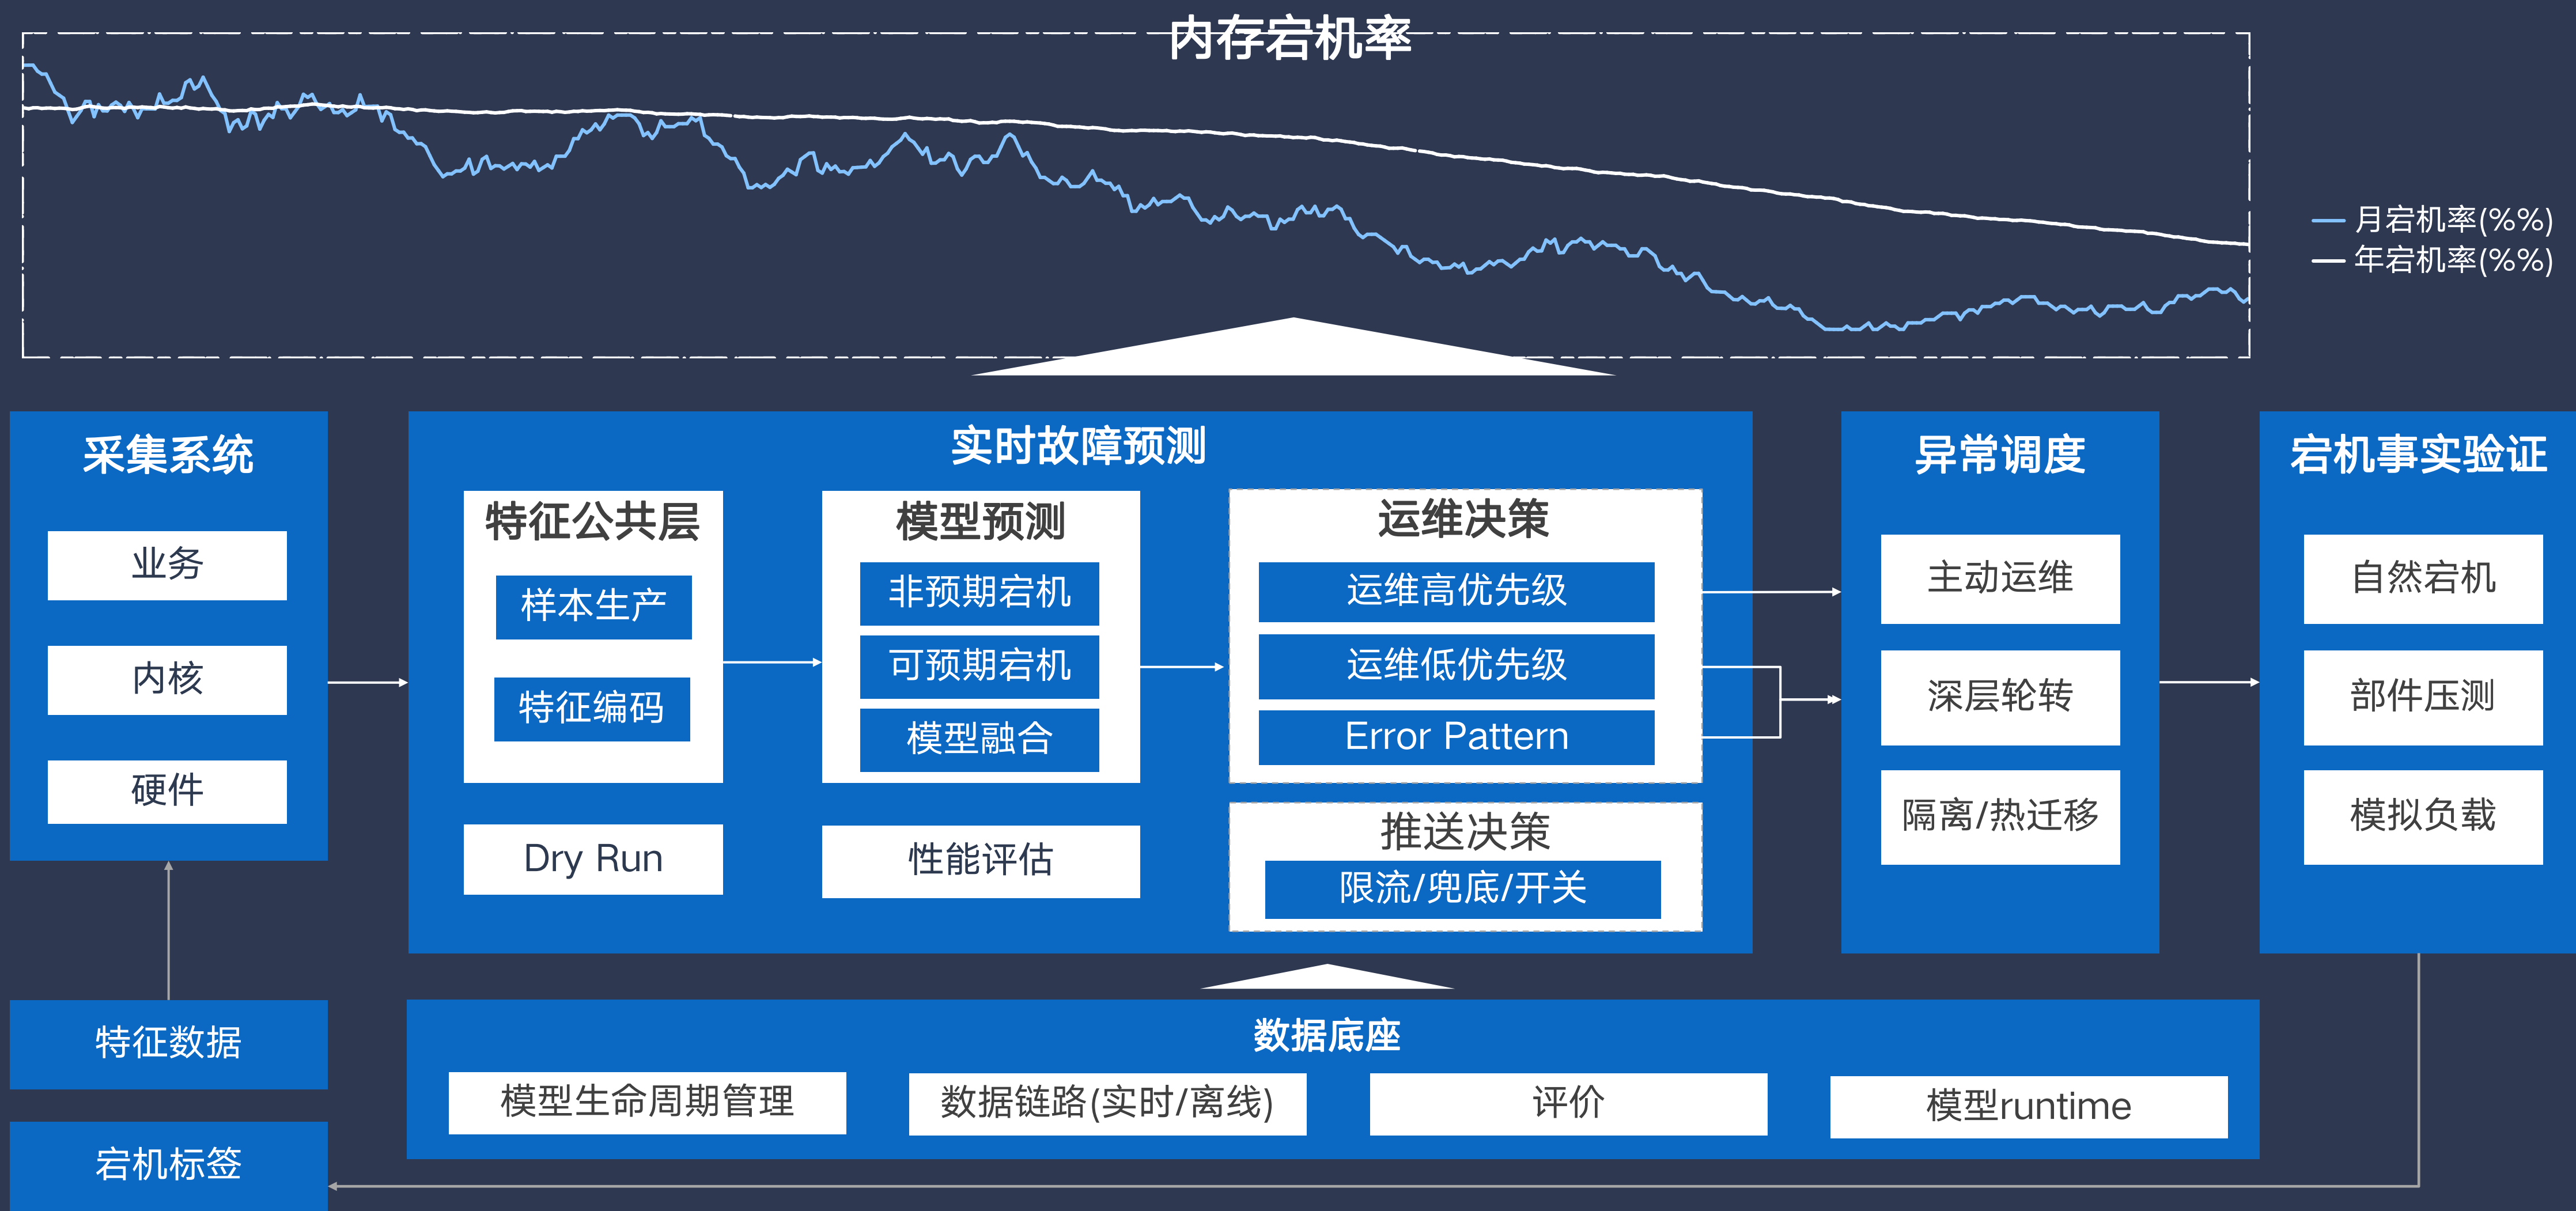 内存宕机率
月宕机率(%%)
年宕机率(%%)
采集系统
业务
内核
硬件
实时故障预测
特征公共层
样本生产
特征编码
Dry Run
模型预测
非预期宕机
可预期宕机
模型融合
性能评估
运维决策
运维高优先级
运维低优先级
Error Pattern
推送决策
限流/兜底/开关
异常调度
主动运维
深层轮转
隔离/热迁移
宕机事实验证
自然宕机
部件压测
模拟负载
特征数据
宕机标签
数据底座
模型生命周期管理
数据链路(实时/离线)
评价
模型runtime